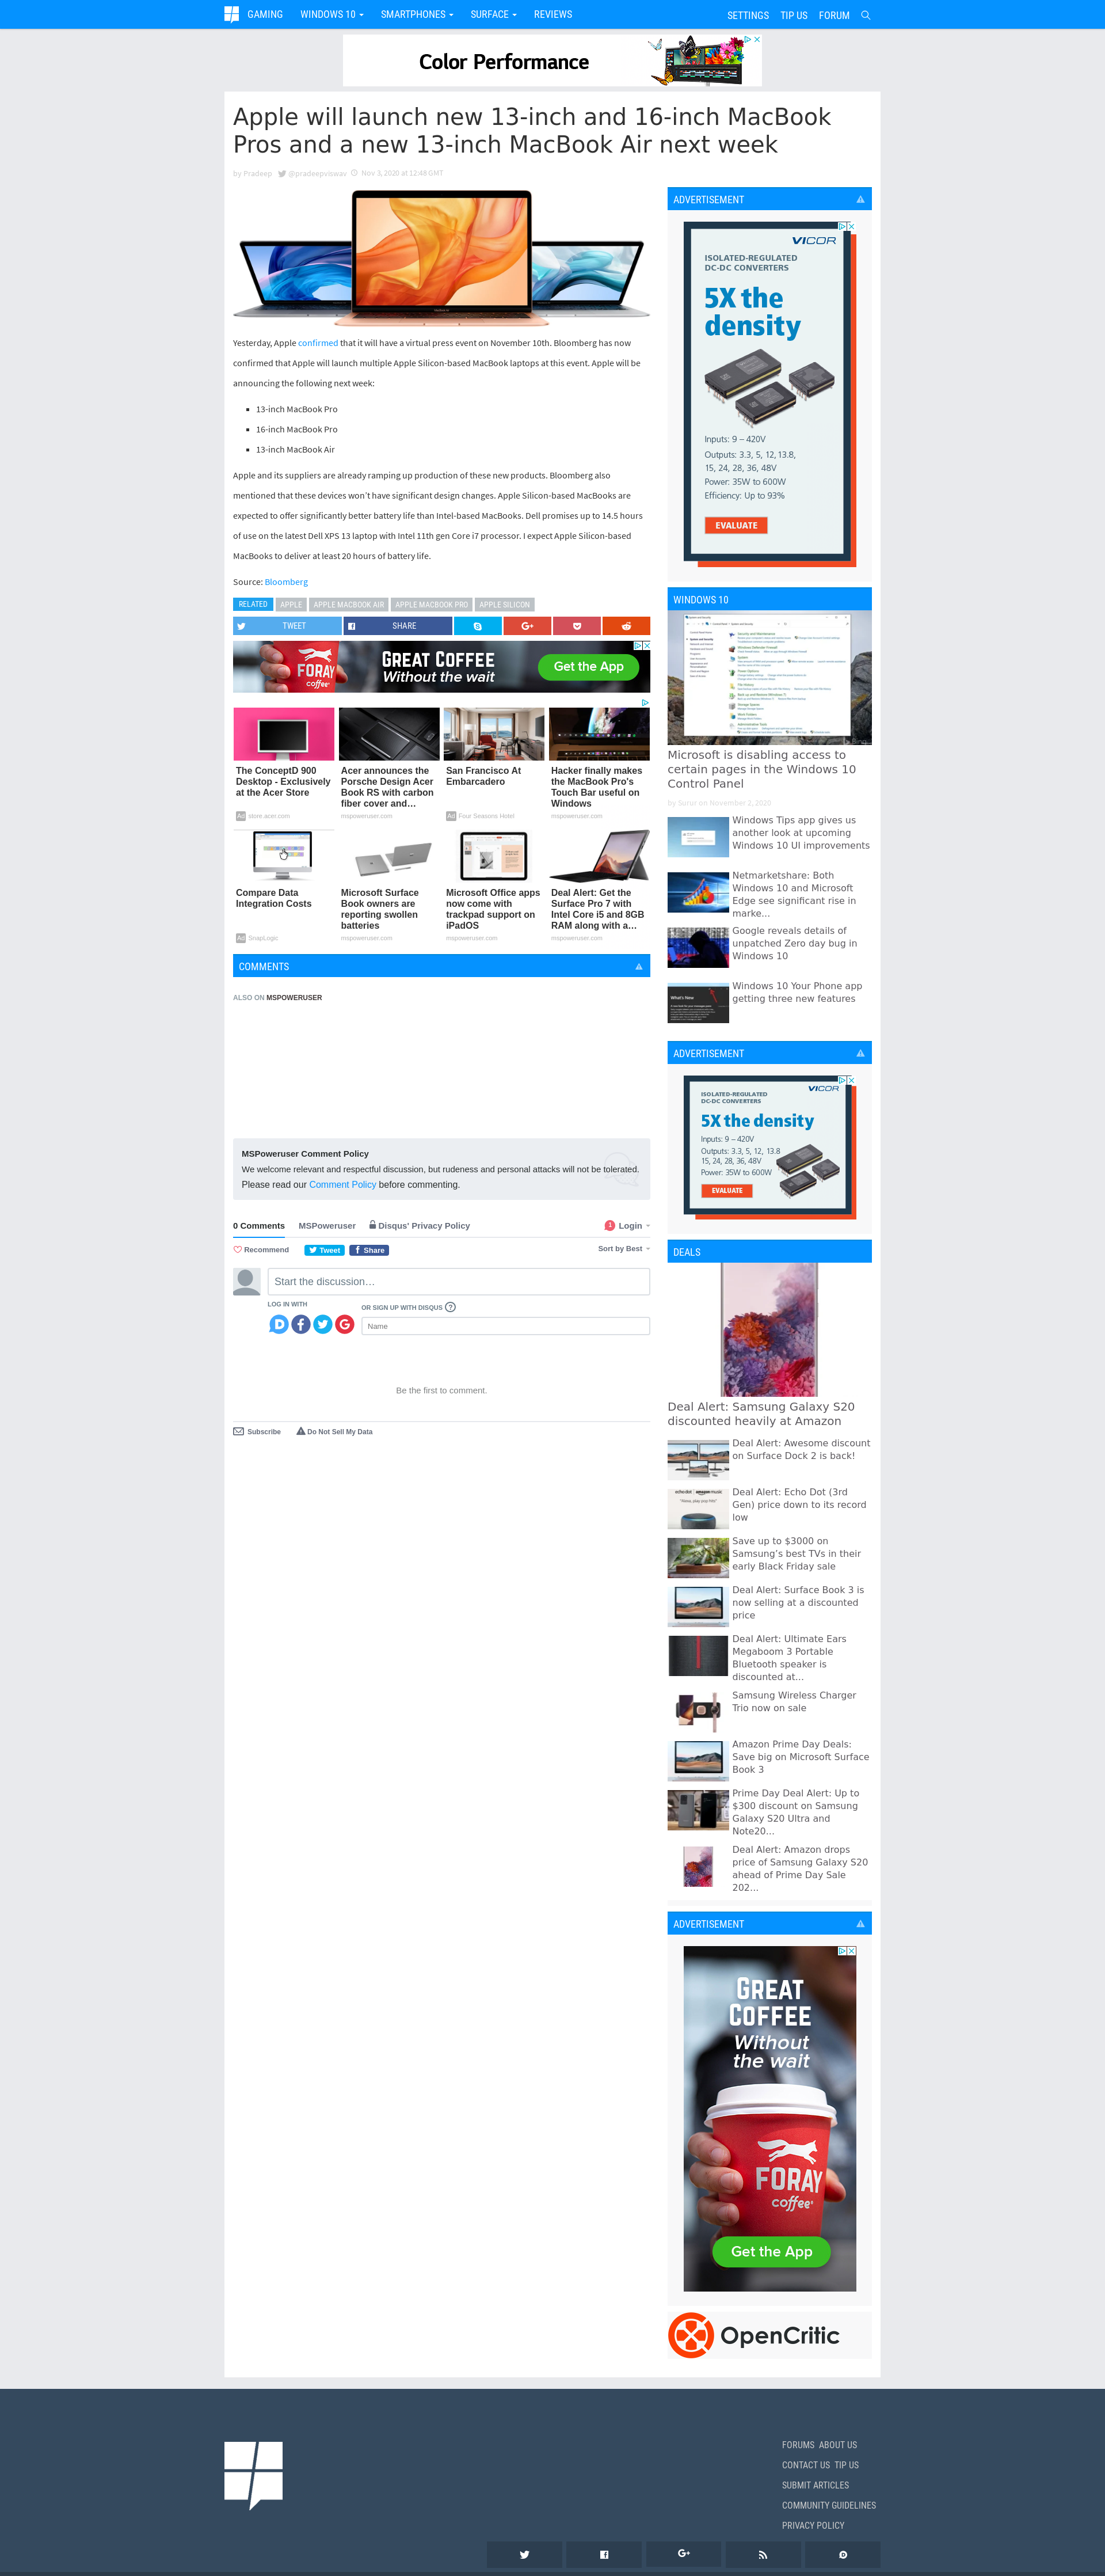 GAMING WINDOWS 10 SMARTPHONES SURFACE REVIEWS SETTINGS TIP US FORUM
Color Performance
Apple will launch new 13-inch and 16-inch MacBook
Pros and a new 13-inch MacBook Air next week
by Pradeep @pradeepviswav Nov 3, 2020 at 12:48 GMT
Yesterday, Apple confirmed that it will have a virtual press event on November 10th. Bloomberg has now
confirmed that Apple will launch multiple Apple Silicon-based MacBook laptops at this event. Apple will be
announcing the following next week:
13-inch MacBook Pro
16-inch MacBook Pro
13-inch MacBook Air
Apple and its suppliers are already ramping up production of these new products. Bloomberg also
mentioned that these devices won’t have significant design changes. Apple Silicon-based MacBooks are
expected to offer significantly better battery life than Intel-based MacBooks. Dell promises up to 14.5 hours
of use on the latest Dell XPS 13 laptop with Intel 11th gen Core i7 processor. I expect Apple Silicon-based
MacBooks to deliver at least 20 hours of battery life.
Source: Bloomberg
RELATED APPLE APPLE MACBOOK AIR APPLE MACBOOK PRO APPLE SILICON
TWEET SHARE
FORAY
coffee
GREAT COFFEE
Without the wait
Get the App
The ConceptD 900
Desktop - Exclusively
at the Acer Store
Ad store.acer.com
Acer announces the
Porsche Design Acer
Book RS with carbon
fiber cover and…
mspoweruser.com
San Francisco At
Embarcadero
Ad Four Seasons Hotel
Hacker finally makes
the MacBook Pro's
Touch Bar useful on
Windows
mspoweruser.com
Compare Data
Integration Costs
Ad SnapLogic
Microsoft Surface
Book owners are
reporting swollen
batteries
mspoweruser.com
Microsoft Office apps
now come with
trackpad support on
iPadOS
mspoweruser.com
Deal Alert: Get the
Surface Pro 7 with
Intel Core i5 and 8GB
RAM along with a…
mspoweruser.com
COMMENTS
ALSO ON MSPOWERUSER
MSPoweruser Comment Policy
We welcome relevant and respectful discussion, but rudeness and personal attacks will not be tolerated.
Please read our Comment Policy before commenting.
0 Comments MSPoweruser Disqus' Privacy Policy 1 Login
Recommend Tweet Share Sort by Best
Start the discussion…
LOG IN WITH
OR SIGN UP WITH DISQUS ?
Name
Be the first to comment.
Subscribe Do Not Sell My Data
ADVERTISEMENT
VICOR
ISOLATED-REGULATED
DC-DC CONVERTERS
5X the
density
Inputs: 9 – 420V
Outputs: 3.3, 5, 12, 13.8,
15, 24, 28, 36, 48V
Power: 35W to 600W
Efficiency: Up to 93%
EVALUATE
WINDOWS 10
Microsoft is disabling access to
certain pages in the Windows 10
Control Panel
by Surur on November 2, 2020
Windows Tips app gives us
another look at upcoming
Windows 10 UI improvements
Netmarketshare: Both
Windows 10 and Microsoft
Edge see significant rise in
marke...
Google reveals details of
unpatched Zero day bug in
Windows 10
What's New
Windows 10 Your Phone app
getting three new features
ADVERTISEMENT
VICOR
ISOLATED-REGULATED
DC-DC CONVERTERS
5X the density
Inputs: 9 – 420V
Outputs: 3.3, 5, 12, 13.8
15, 24, 28, 36, 48V
Power: 35W to 600W
EVALUATE
DEALS
Deal Alert: Samsung Galaxy S20
discounted heavily at Amazon
Deal Alert: Awesome discount
on Surface Dock 2 is back!
Deal Alert: Echo Dot (3rd
Gen) price down to its record
low
Save up to $3000 on
Samsung’s best TVs in their
early Black Friday sale
Deal Alert: Surface Book 3 is
now selling at a discounted
price
Deal Alert: Ultimate Ears
Megaboom 3 Portable
Bluetooth speaker is
discounted at...
Samsung Wireless Charger
Trio now on sale
Amazon Prime Day Deals:
Save big on Microsoft Surface
Book 3
Prime Day Deal Alert: Up to
$300 discount on Samsung
Galaxy S20 Ultra and
Note20...
Deal Alert: Amazon drops
price of Samsung Galaxy S20
ahead of Prime Day Sale
202...
ADVERTISEMENT
GREAT
COFFEE
Without
the wait
FORAY
coffee
Get the App
OpenCritic
FORUMS ABOUT US
CONTACT US TIP US
SUBMIT ARTICLES
COMMUNITY GUIDELINES
PRIVACY POLICY